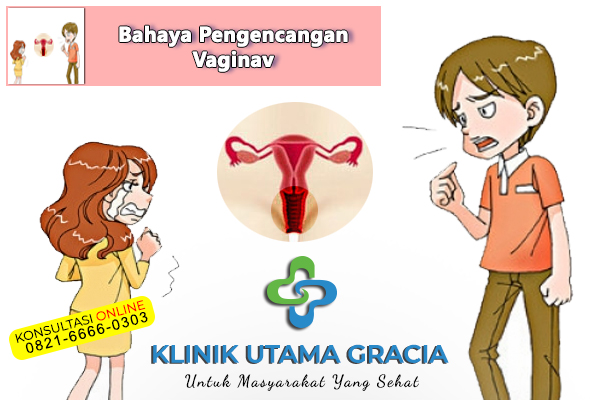 Bahaya Pengencangan
Vaginav
KONSULTASI ONLINE
0821-6666-0303
KLINIK UTAMA GRACIA
Untuk Masyarakat Yang Sehat